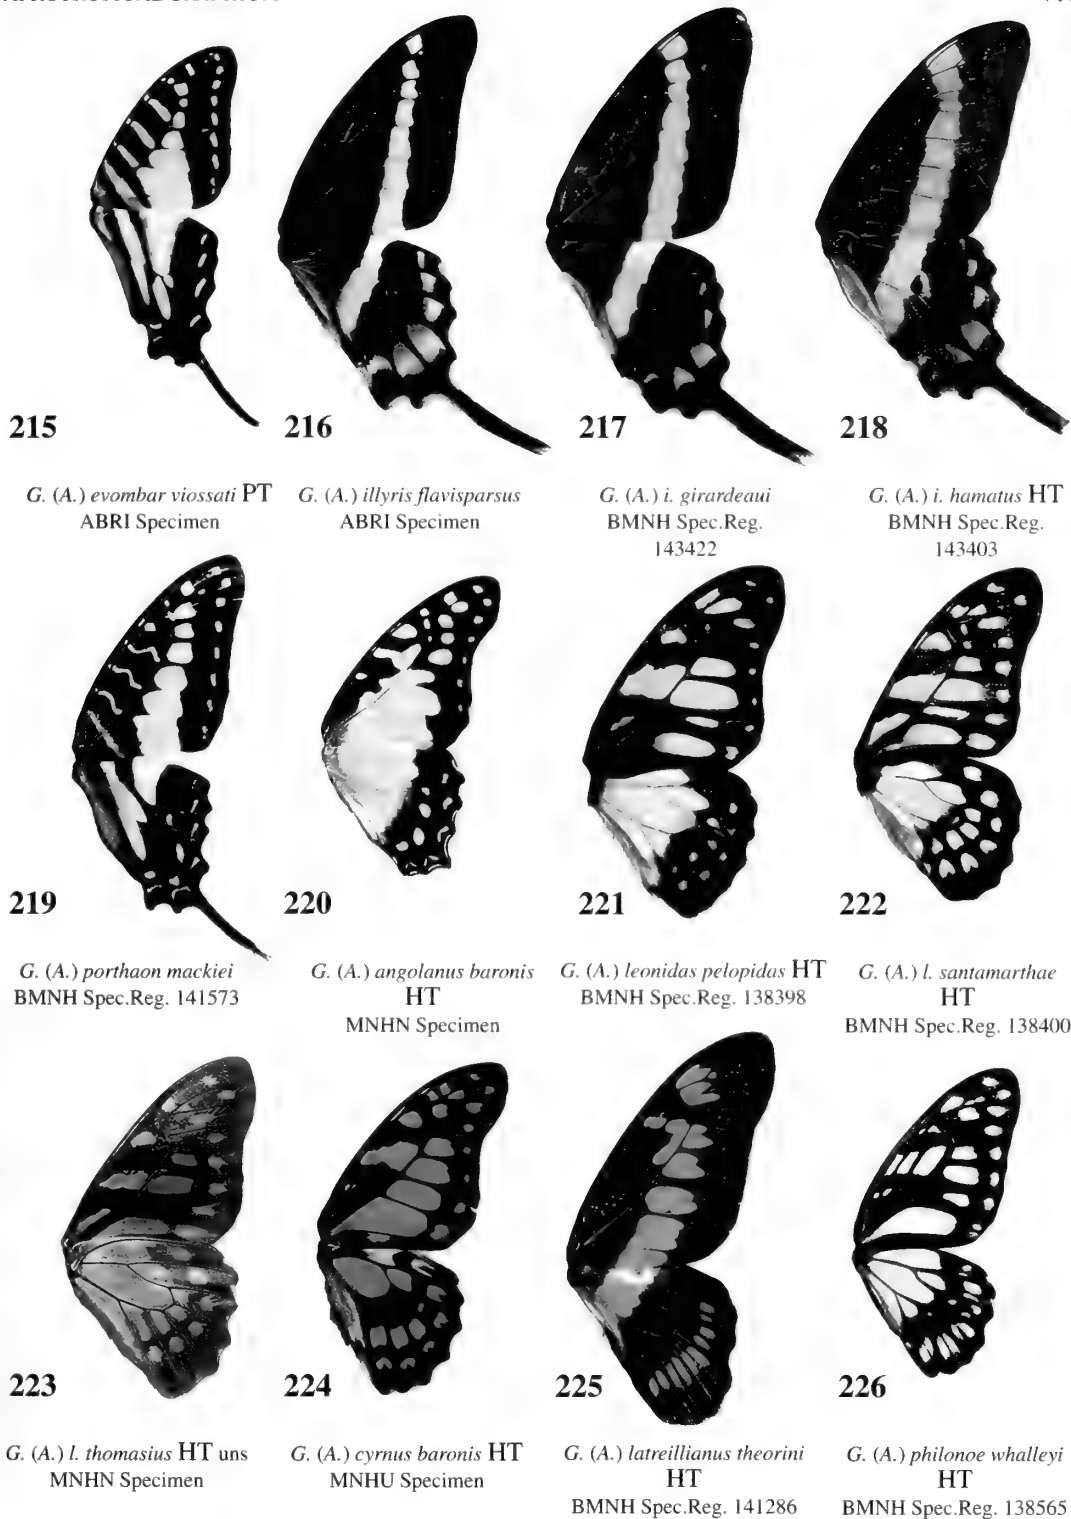 215
216
217
218
G. (A.) evombar viossati PT
ABRI Specimen
G. (A.) illyris flavisparsus
ABRI Specimen
G. (A.) i. girardeaui
BMNH Spec.Reg.
143422
G. (A.) i. hamatus HT
BMNH Spec.Reg.
143403
219
220
221
222
G. (A.) porthaon mackiei
BMNH Spec.Reg. 141573
G. (A.) angolanus baronis
HT
MNHN Specimen
G. (A.) leonidas pelopidas HT
BMNH Spec.Reg. 138398
G. (A.) l. santamarthae
HT
BMNH Spec.Reg. 138400
223
224
225
226
G. (A.) l. thomasius HT uns
MNHN Specimen
G. (A.) cyrnus baronis HT
MNHU Specimen
G. (A.) latreillianus theorini
HT
BMNH Spec.Reg. 141286
G. (A.) philonoe whalleyi
HT
BMNH Spec.Reg. 138565